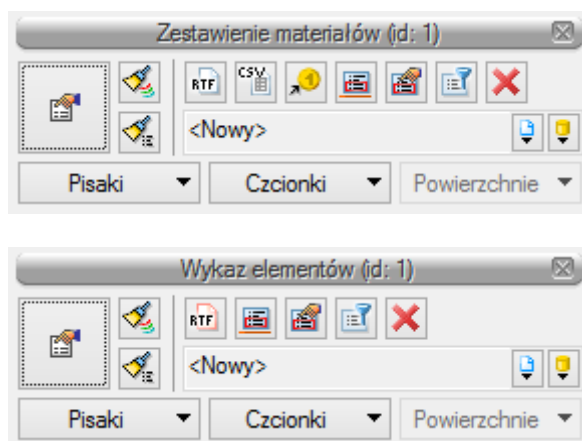 Zestawienie materiałów (id: 1)
RTF CSV 1
<Nowy>
Pisaki Czcionki Powierzchnie
Wykaz elementów (id: 1)
RTF
<Nowy>
Pisaki Czcionki Powierzchnie